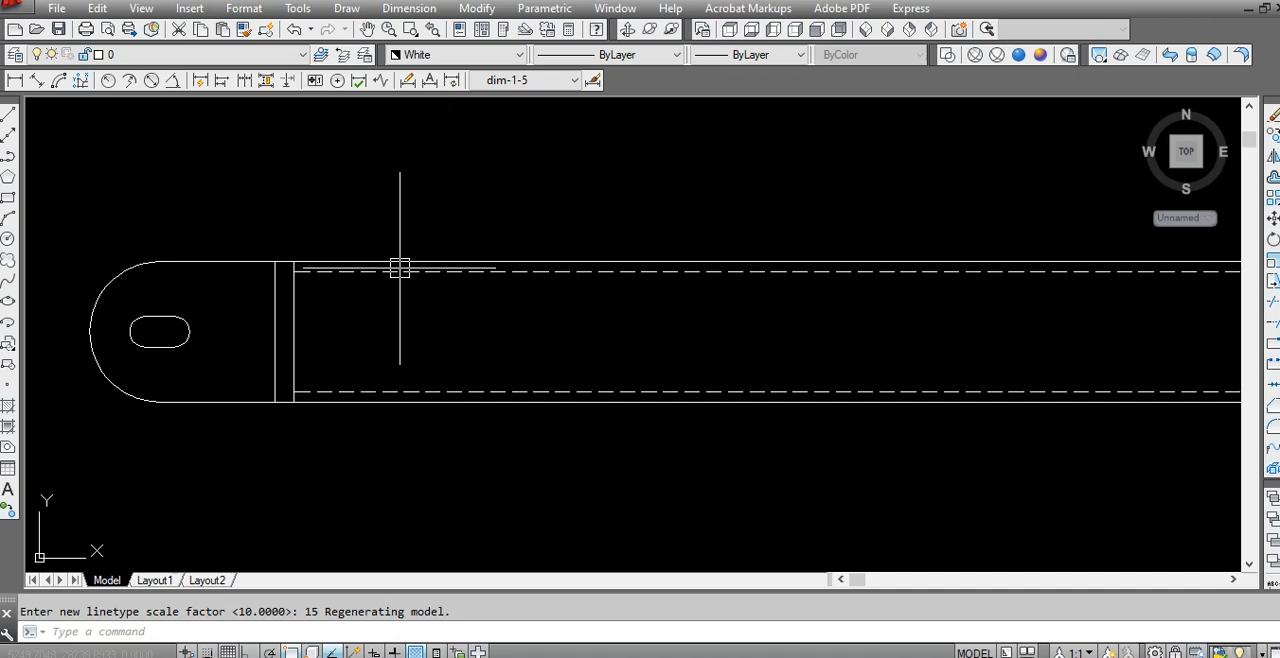 File Edit View Insert Format Tools Draw Dimension Modify Parametric Window Help Acrobat Markups Adobe PDF Express
0 White ByLayer ByLayer ByColor
dim-1-5
N
W TOP E
S
Unnamed
Y
X
Model Layout1 Layout2
Enter new linetype scale factor <10.0000>: 15 Regenerating model.
Type a command
MODEL 1:1